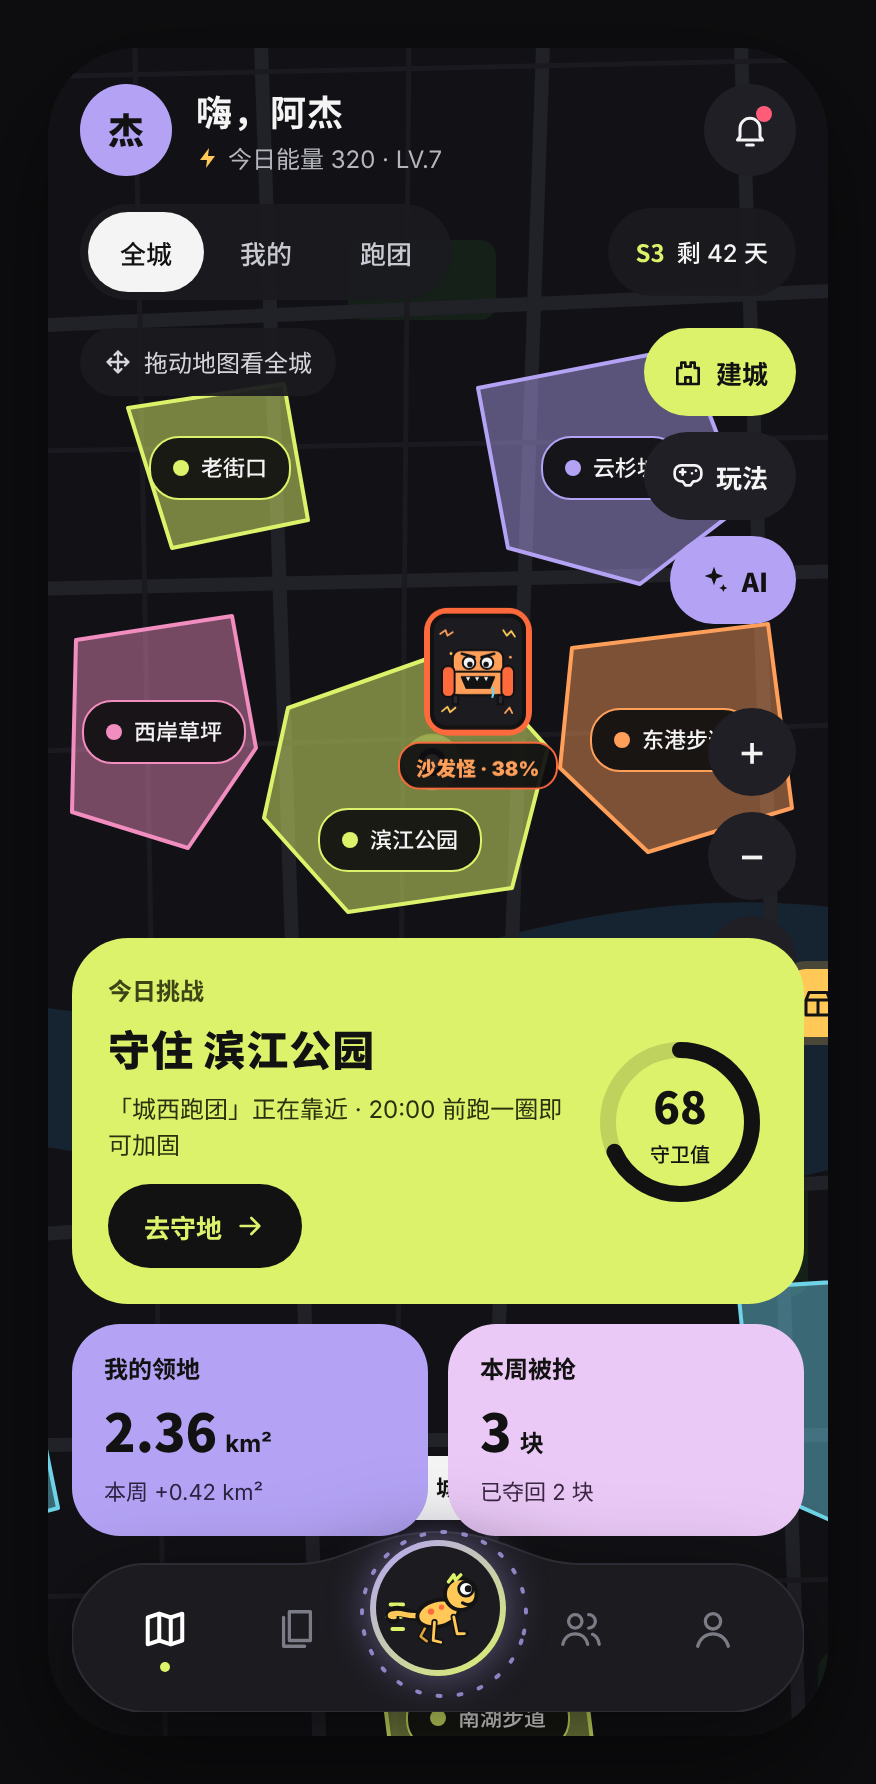 杰
嗨，阿杰
今日能量 320 · LV.7
全城
我的
跑团
S3 剩 42 天
拖动地图看全城
建城
老街口
云杉
玩法
AI
西岸草坪
东港步
沙发怪 · 38%
滨江公园
今日挑战
守住 滨江公园
「城西跑团」正在靠近 · 20:00 前跑一圈即
可加固
68
守卫值
去守地
我的领地
2.36 km²
本周 +0.42 km²
本周被抢
3 块
已夺回 2 块
南湖步道